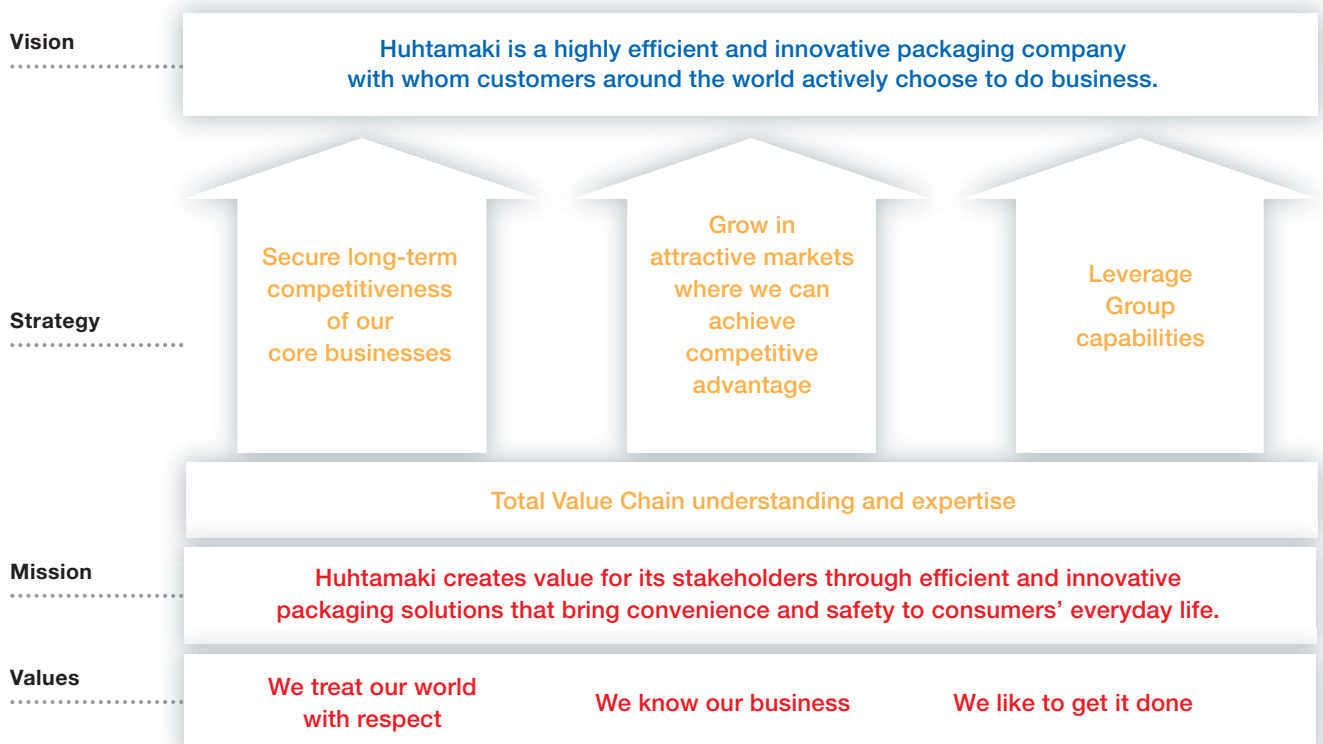 Vision
Huhtamaki is a highly efficient and innovative packaging company
with whom customers around the world actively choose to do business.
Strategy
Secure long-term
competitiveness
of our
core businesses
Grow in
attractive markets
where we can
achieve
competitive
advantage
Leverage
Group
capabilities
Total Value Chain understanding and expertise
Mission
Huhtamaki creates value for its stakeholders through efficient and innovative
packaging solutions that bring convenience and safety to consumers’ everyday life.
Values
We treat our world
with respect
We know our business
We like to get it done